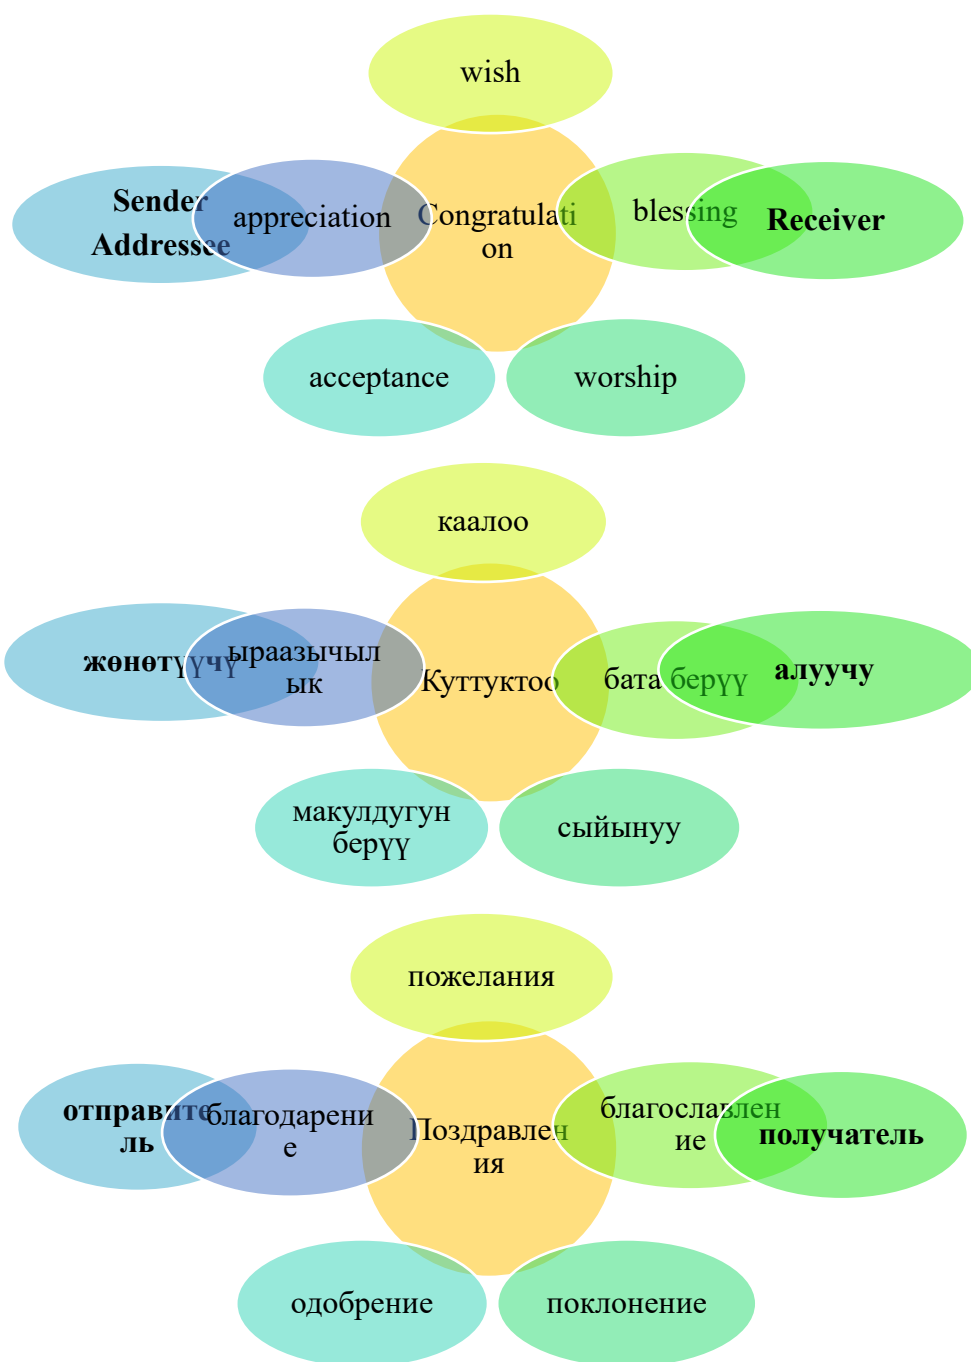 wish
Sender
Addressee
appreciation
Congratulati
on
blessing
Receiver
acceptance
worship
каалоо
жөнөтүүчү
ыраазычыл
ык
Куттуктоо
бата берүү
алуучу
макулдугун
берүү
сыйынуу
пожелания
отправите
ль
благодарени
е
Поздравлен
ия
благославлен
ие
получатель
одобрение
поклонение